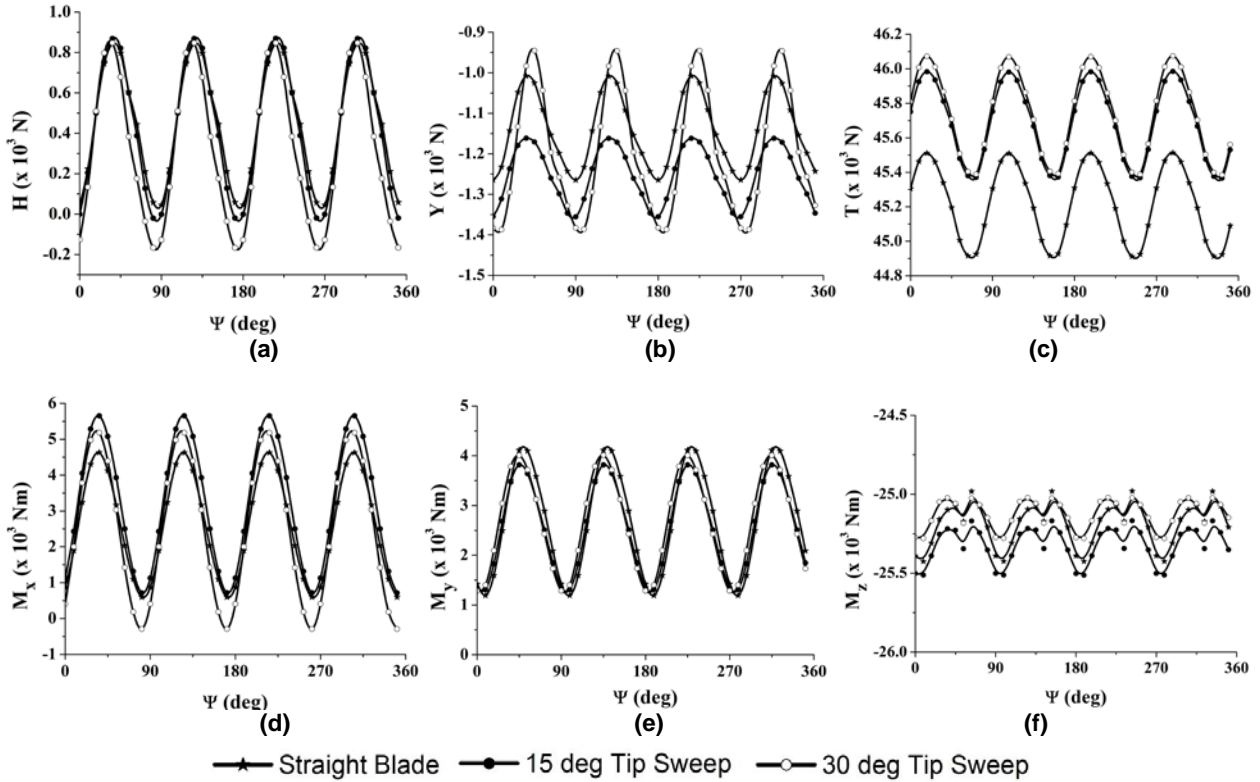 1.0
0.8
0.6
0.4
0.2
0.0
-0.2
H (x 10³ N)
0 90 180 270 360
Ψ (deg)
(a)
-0.9
-1.0
-1.1
-1.2
-1.3
-1.4
-1.5
Y (x 10³ N)
0 90 180 270 360
Ψ (deg)
(b)
46.2
46.0
45.8
45.6
45.4
45.2
45.0
44.8
T (x 10³ N)
0 90 180 270 360
Ψ (deg)
(c)
6
5
4
3
2
1
0
-1
Mx (x 10³ Nm)
0 90 180 270 360
Ψ (deg)
(d)
5
4
3
2
1
0
My (x 10³ Nm)
0 90 180 270 360
Ψ (deg)
(e)
-24.5
-25.0
-25.5
-26.0
Mz (x 10³ Nm)
0 90 180 270 360
Ψ (deg)
(f)
Straight Blade 15 deg Tip Sweep 30 deg Tip Sweep